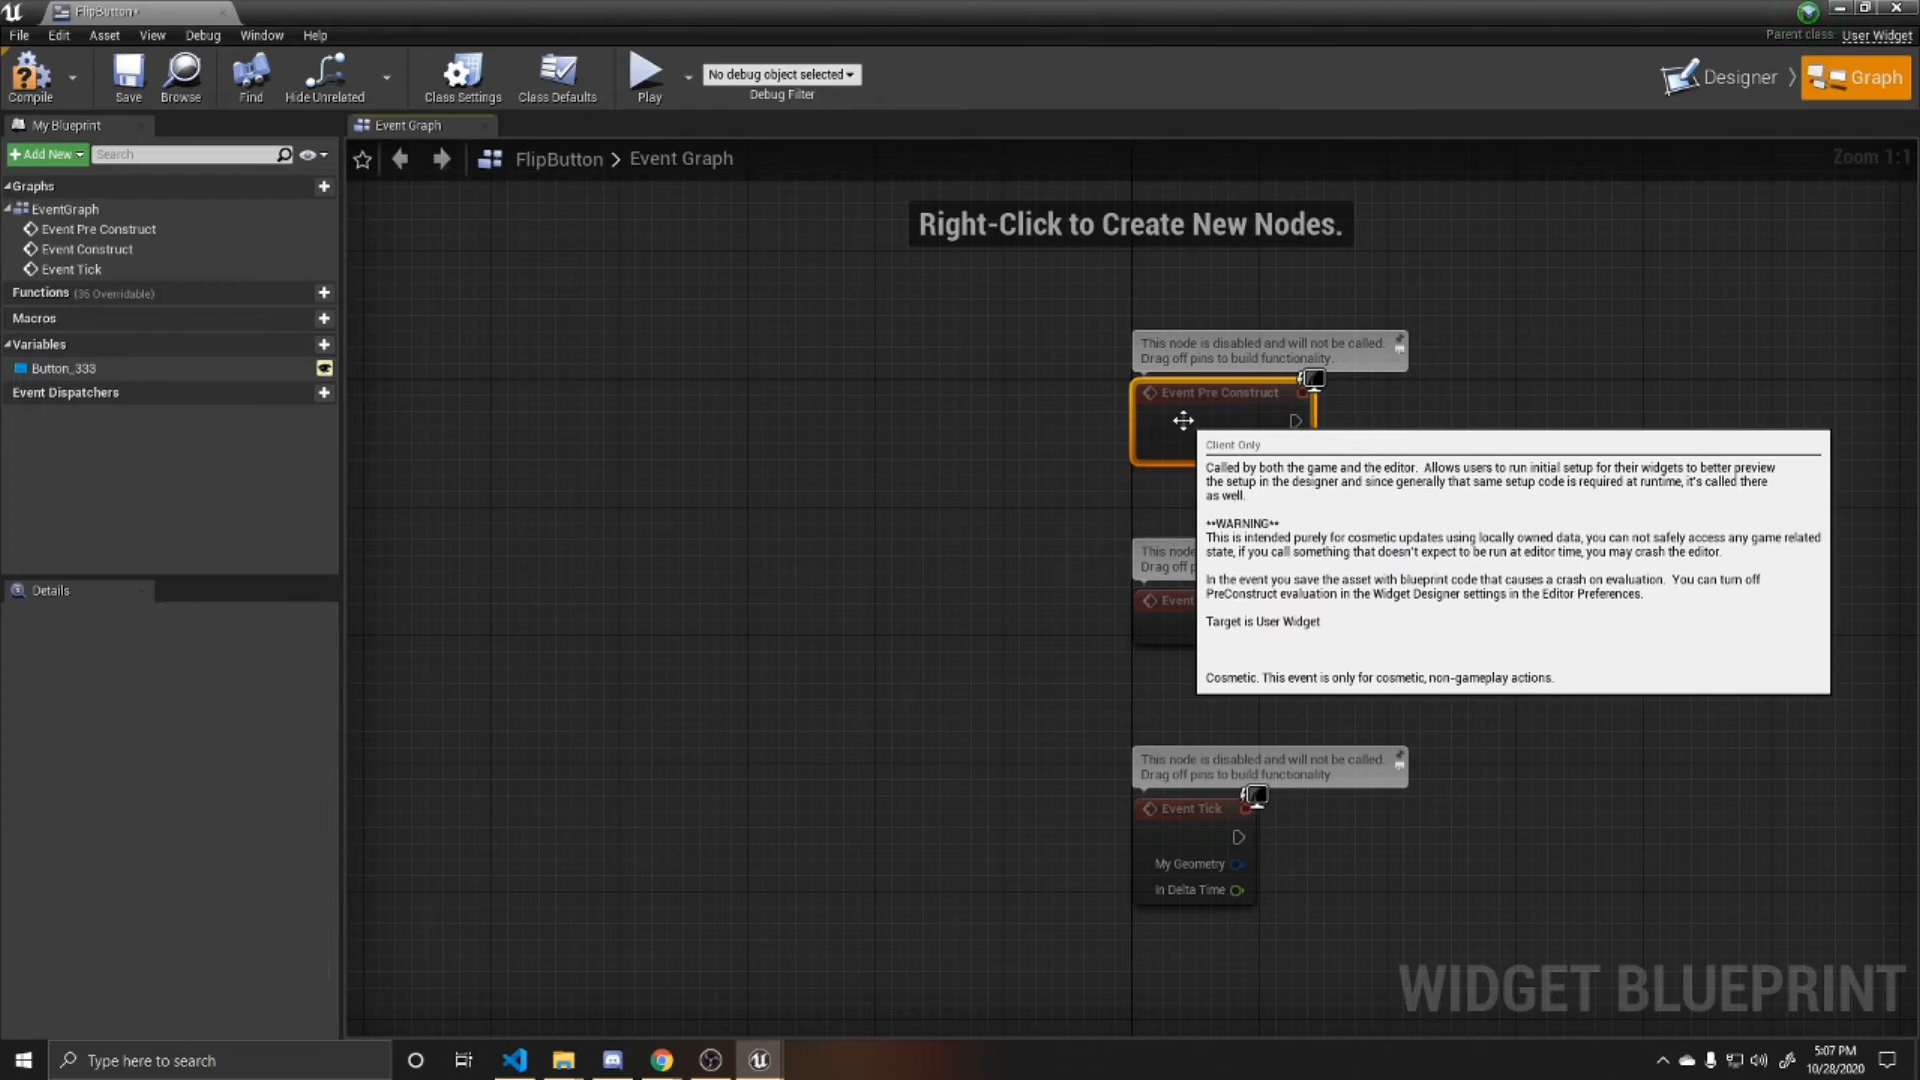 FlipButton*
File Edit Asset View Debug Window Help
Parent class: User Widget
Compile
Save
Browse
Find
Hide Unrelated
Class Settings
Class Defaults
Play
No debug object selected
Debug Filter
Designer
Graph
My Blueprint
Event Graph
Add New
Search
FlipButton > Event Graph
Zoom 1:1
Graphs
EventGraph
Event Pre Construct
Event Construct
Event Tick
Functions (36 Overridable)
Macros
Variables
Button_333
Event Dispatchers
Details
Right-Click to Create New Nodes.
This node is disabled and will not be called.
Drag off pins to build functionality.
Event Pre Construct
Client Only
Called by both the game and the editor. Allows users to run initial setup for their widgets to better preview
the setup in the designer and since generally that same setup code is required at runtime, it's called there
as well.
**WARNING**
This is intended purely for cosmetic updates using locally owned data, you can not safely access any game related
state, if you call something that doesn't expect to be run at editor time, you may crash the editor.
In the event you save the asset with blueprint code that causes a crash on evaluation. You can turn off
PreConstruct evaluation in the Widget Designer settings in the Editor Preferences.
Target is User Widget
Cosmetic. This event is only for cosmetic, non-gameplay actions.
This node
Drag off p
Event
This node is disabled and will not be called.
Drag off pins to build functionality.
Event Tick
My Geometry
In Delta Time
WIDGET BLUEPRINT
Type here to search
5:07 PM
10/28/2020